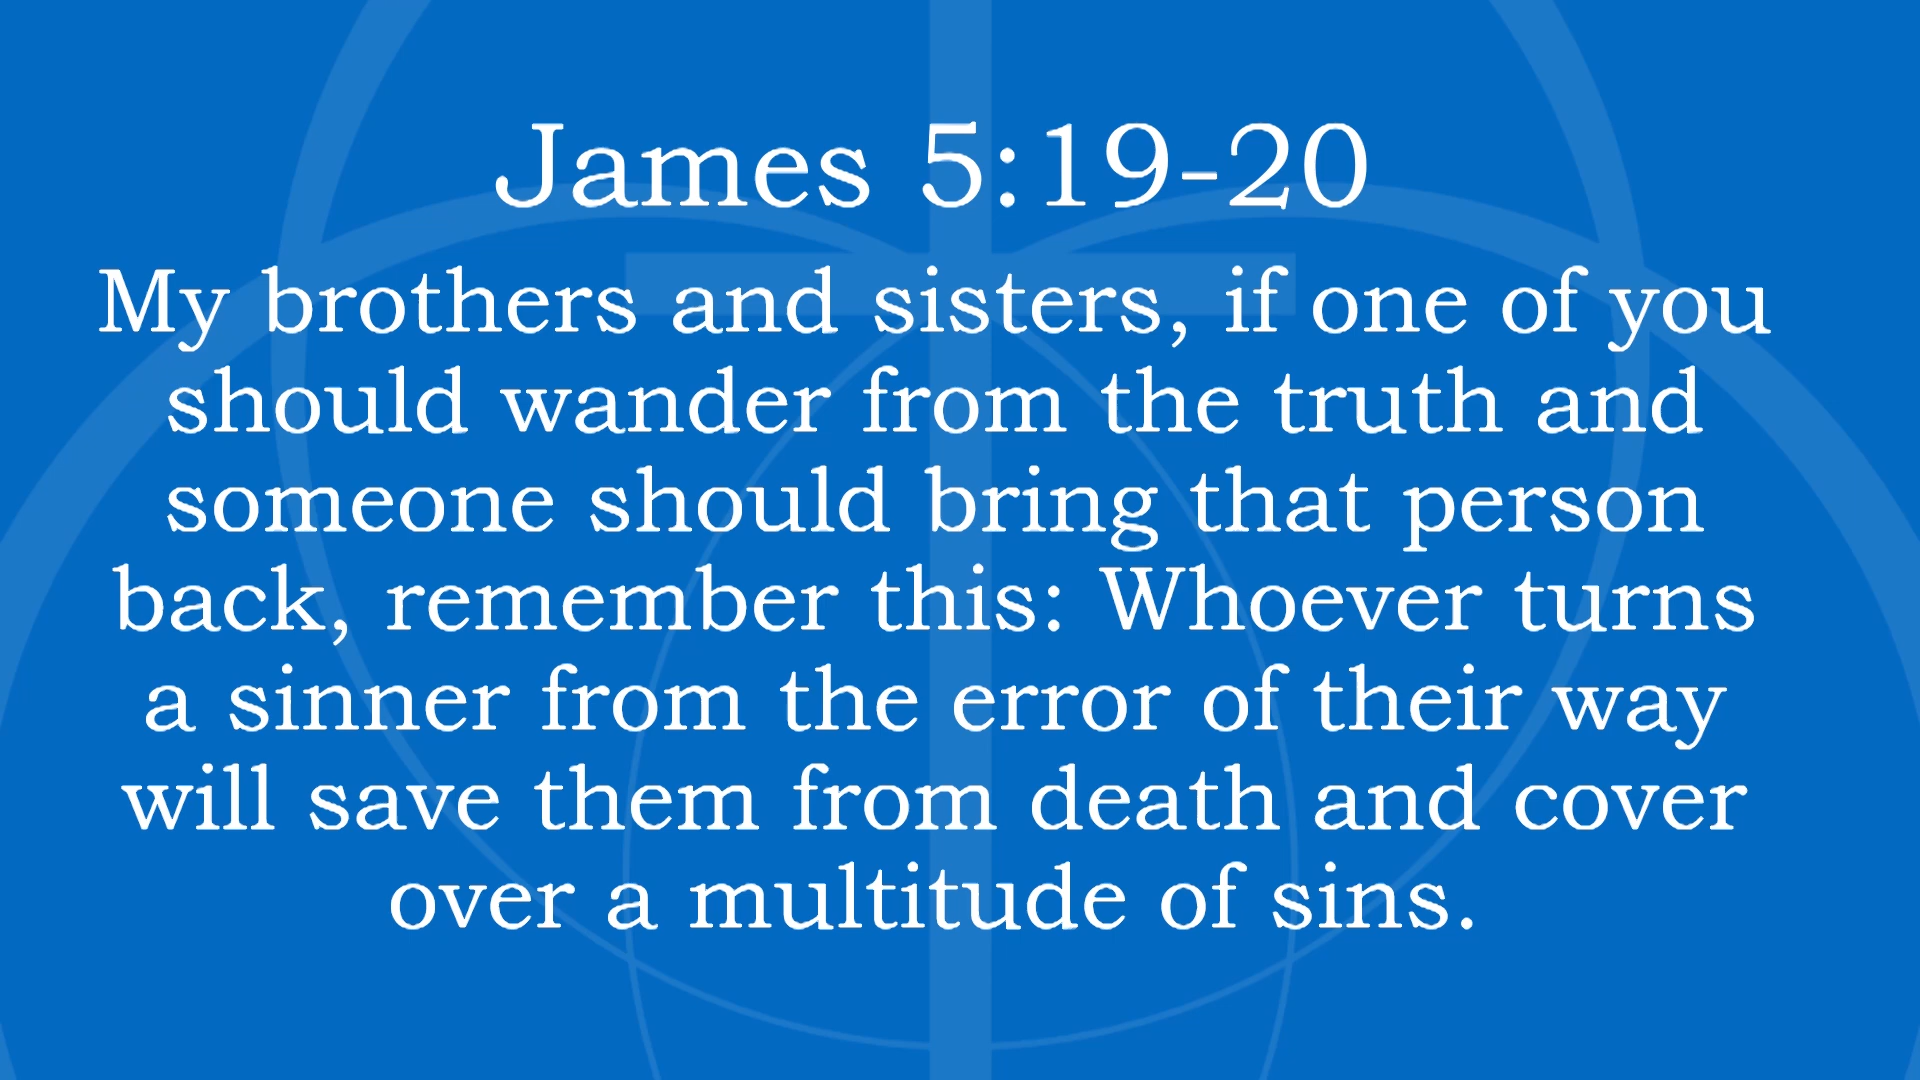 James 5:19-20
My brothers and sisters, if one of you
should wander from the truth and
someone should bring that person
back, remember this: Whoever turns
a sinner from the error of their way
will save them from death and cover
over a multitude of sins.